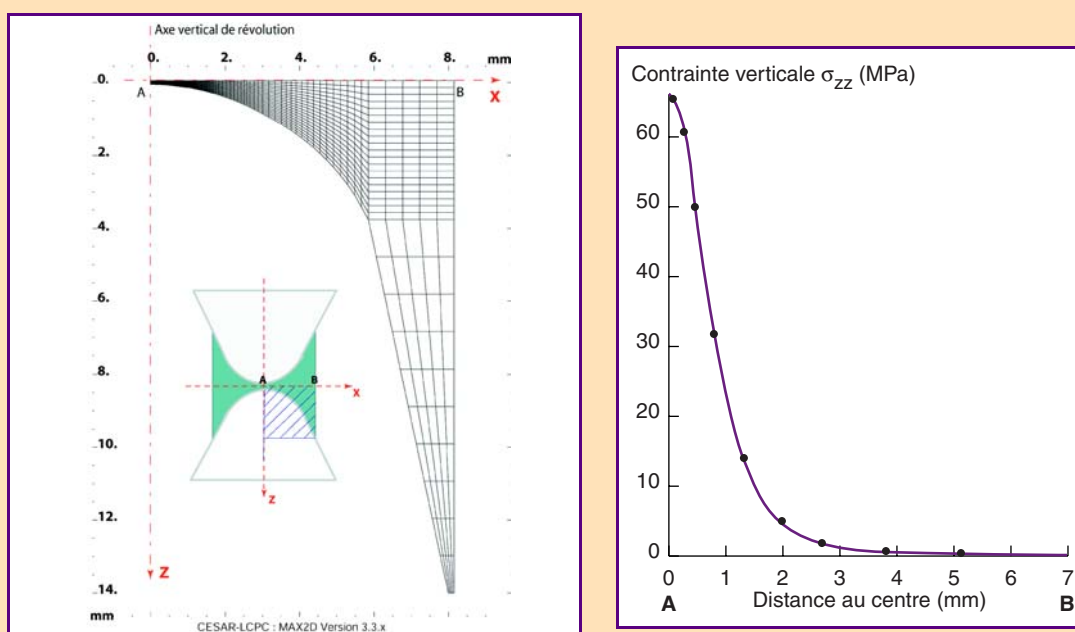 Axe vertical de révolution
0. 2. 4. 6. 8. mm
0.
A
B
X
2.
4.
6.
8.
A
B
X
10.
Z
12.
Z
14.
mm
CESAR-LCPC : MAX2D Version 3.3.x
Contrainte verticale σzz (MPa)
60
50
40
30
20
10
0
0 1 2 3 4 5 6 7
A Distance au centre (mm) B